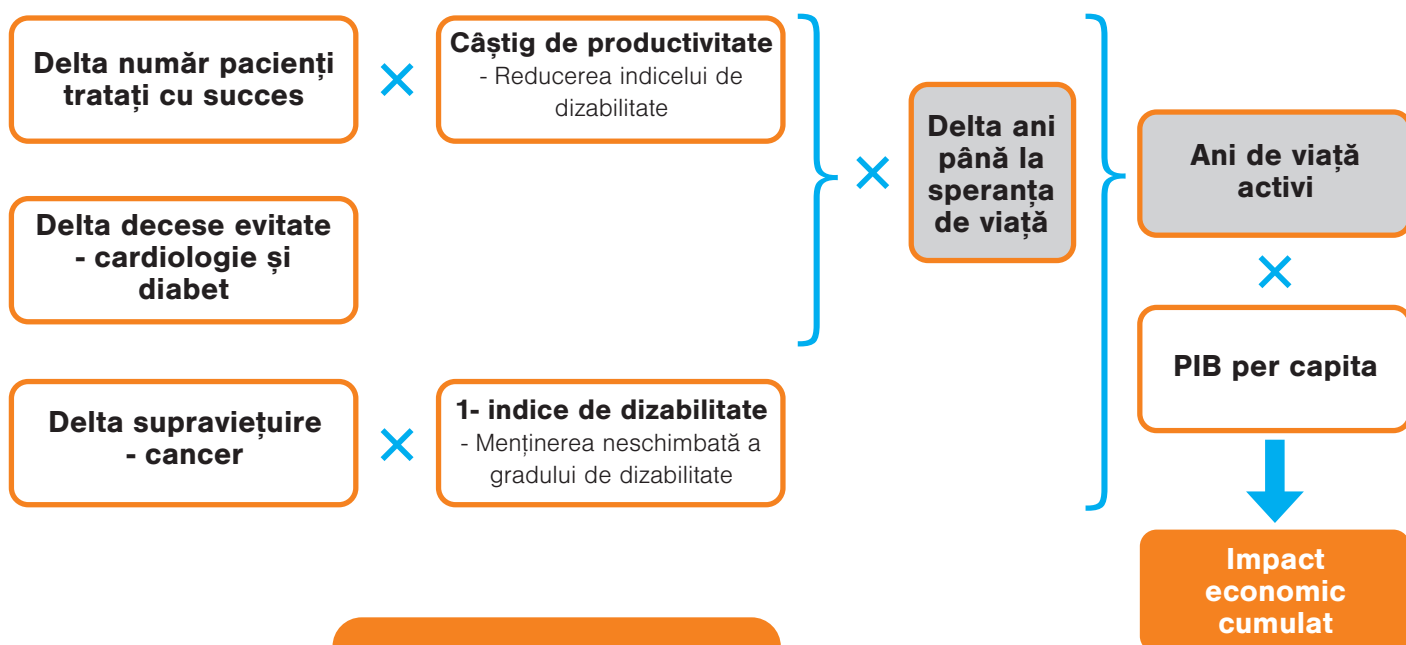 Delta număr pacienți
tratați cu succes
×
Câștig de productivitate
- Reducerea indicelui de
dizabilitate
Delta decese evitate
- cardiologie și
diabet
×
Delta ani
până la
speranța
de viață
Delta supraviețuire
- cancer
×
1- indice de dizabilitate
- Menținerea neschimbată a
gradului de dizabilitate
Ani de viață
activi
×
PIB per capita
Impact
economic
cumulat